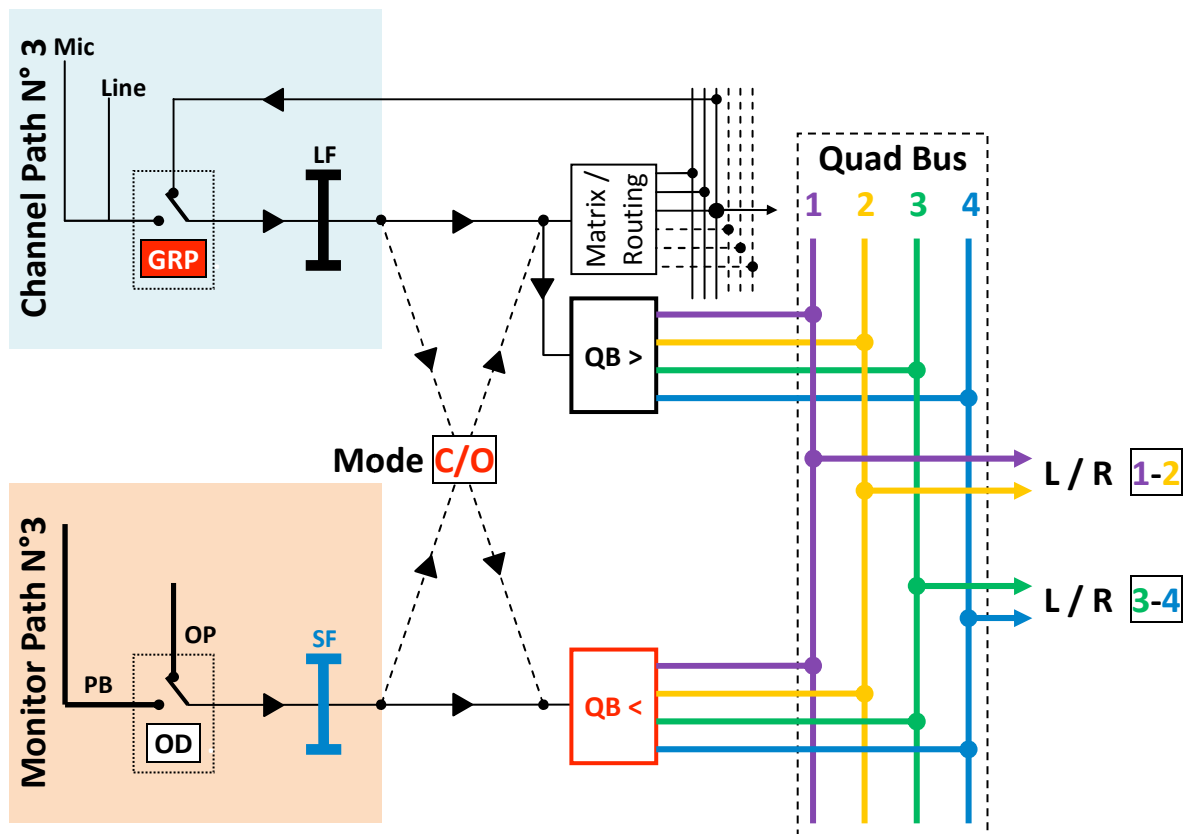 Channel Path N° 3
Mic
Line
GRP
LF
Matrix /
Routing
QB >
Quad Bus
1 2 3 4
Mode C/O
L / R 1-2
L / R 3-4
Monitor Path N°3
PB
OP
OD
SF
QB <